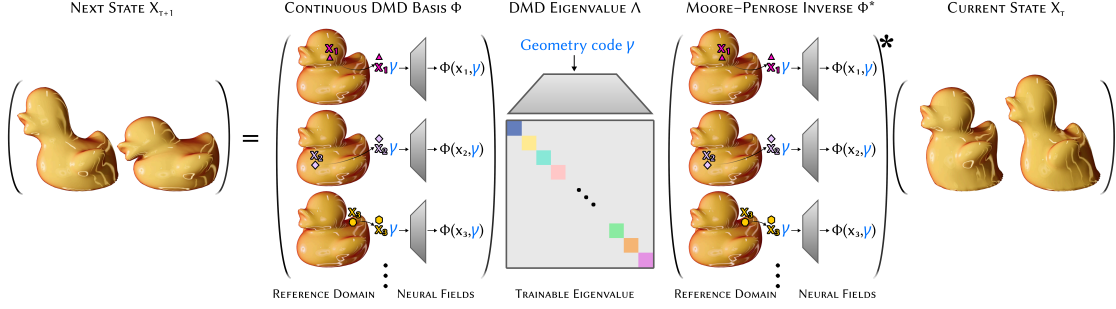 Next State X_{τ+1}
Continuous DMD Basis Φ
DMD Eigenvalue Λ
Moore–Penrose Inverse Φ*
Current State X_τ
Geometry code γ
=
*
x₁ x₁ γ Φ(x₁,γ)
x₂ x₂ γ Φ(x₂,γ)
x₃ x₃ γ Φ(x₃,γ)
x₁ x₁ γ Φ(x₁,γ)
x₂ x₂ γ Φ(x₂,γ)
x₃ x₃ γ Φ(x₃,γ)
Reference Domain
Neural Fields
Trainable Eigenvalue
Reference Domain
Neural Fields